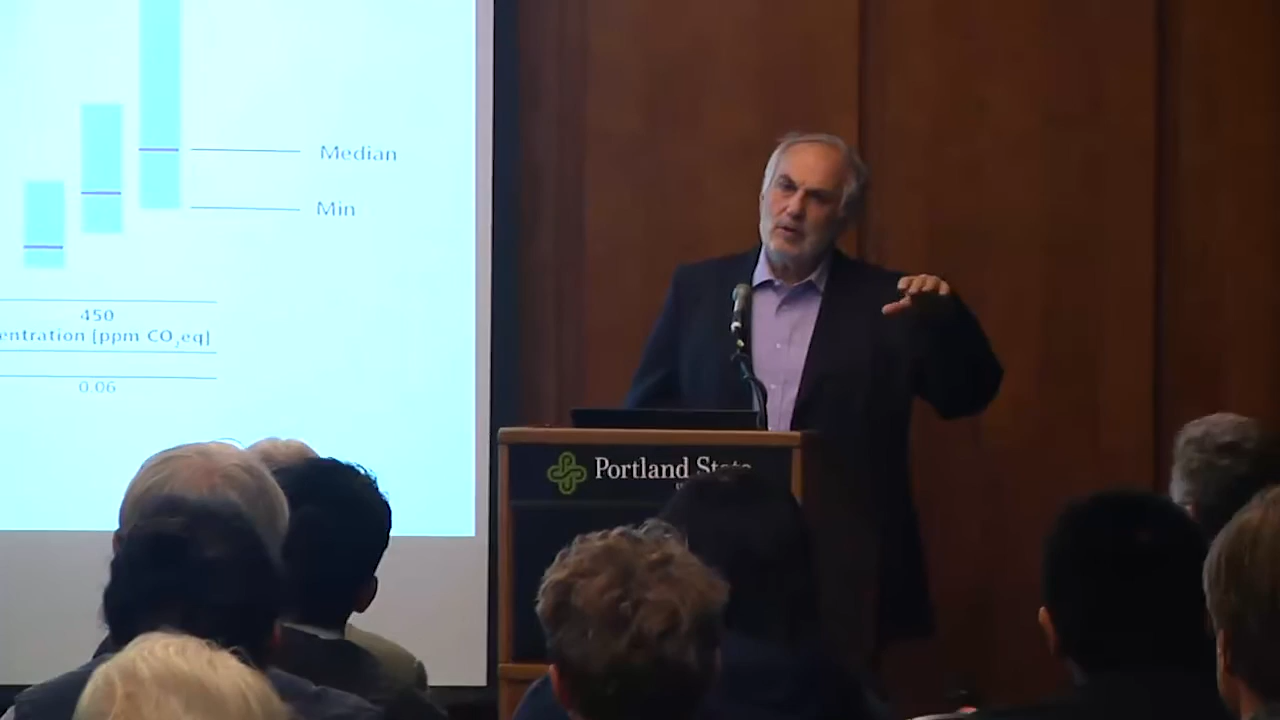 Median
Min
450
entration [ppm CO₂eq]
0.06
Portland State